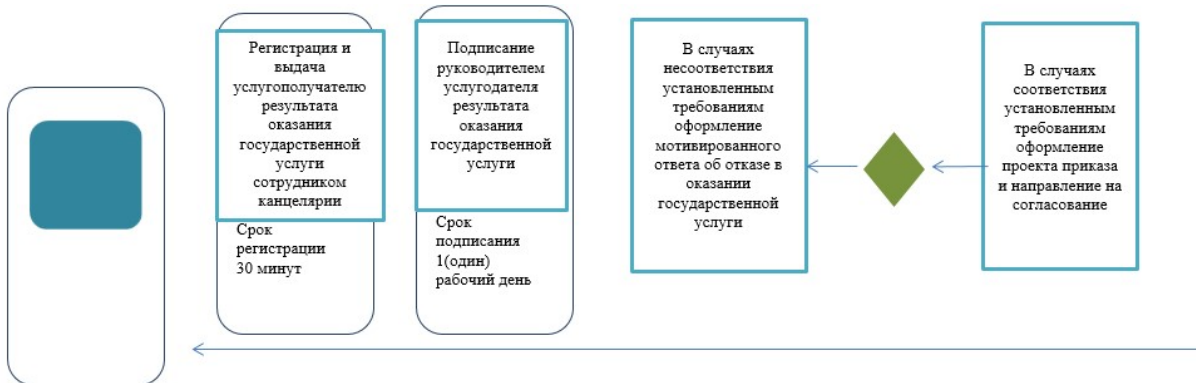 Регистрация и
выдача
услугополучателю
результата
оказания
государственной
услуги
сотрудником
канцелярии
Срок
регистрации
30 минут
Подписание
руководителем
услугодателя
результата
оказания
государственной
услуги
Срок
подписания
1(один)
рабочий день
В случаях
несоответствия
установленным
требованиям
оформление
мотивированного
ответа об отказе в
оказании
государственной
услуги
В случаях
соответствия
установленным
требованиям
оформление
проекта приказа
и направление на
согласование